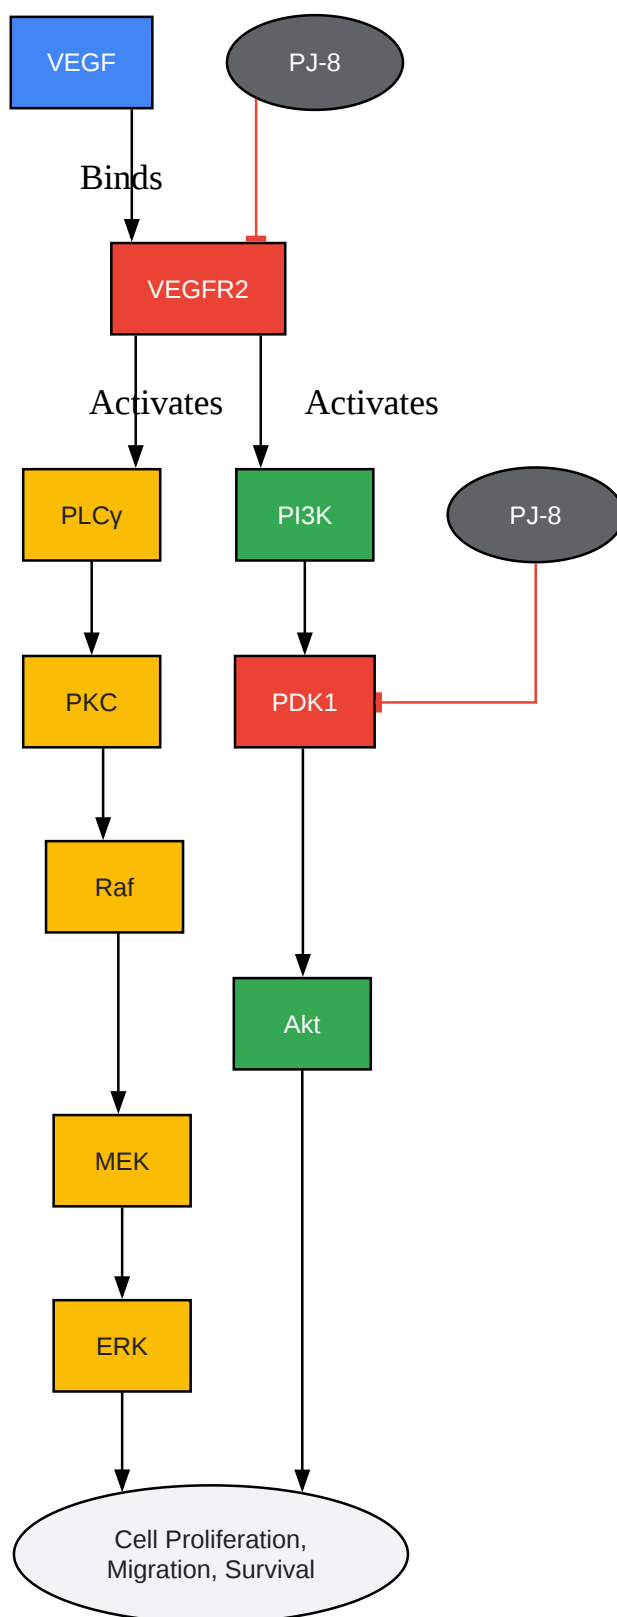 VEGF
PJ-8
Binds
VEGFR2
Activates
Activates
PLCγ
PI3K
PJ-8
PKC
PDK1
Raf
Akt
MEK
ERK
Cell Proliferation,
Migration, Survival